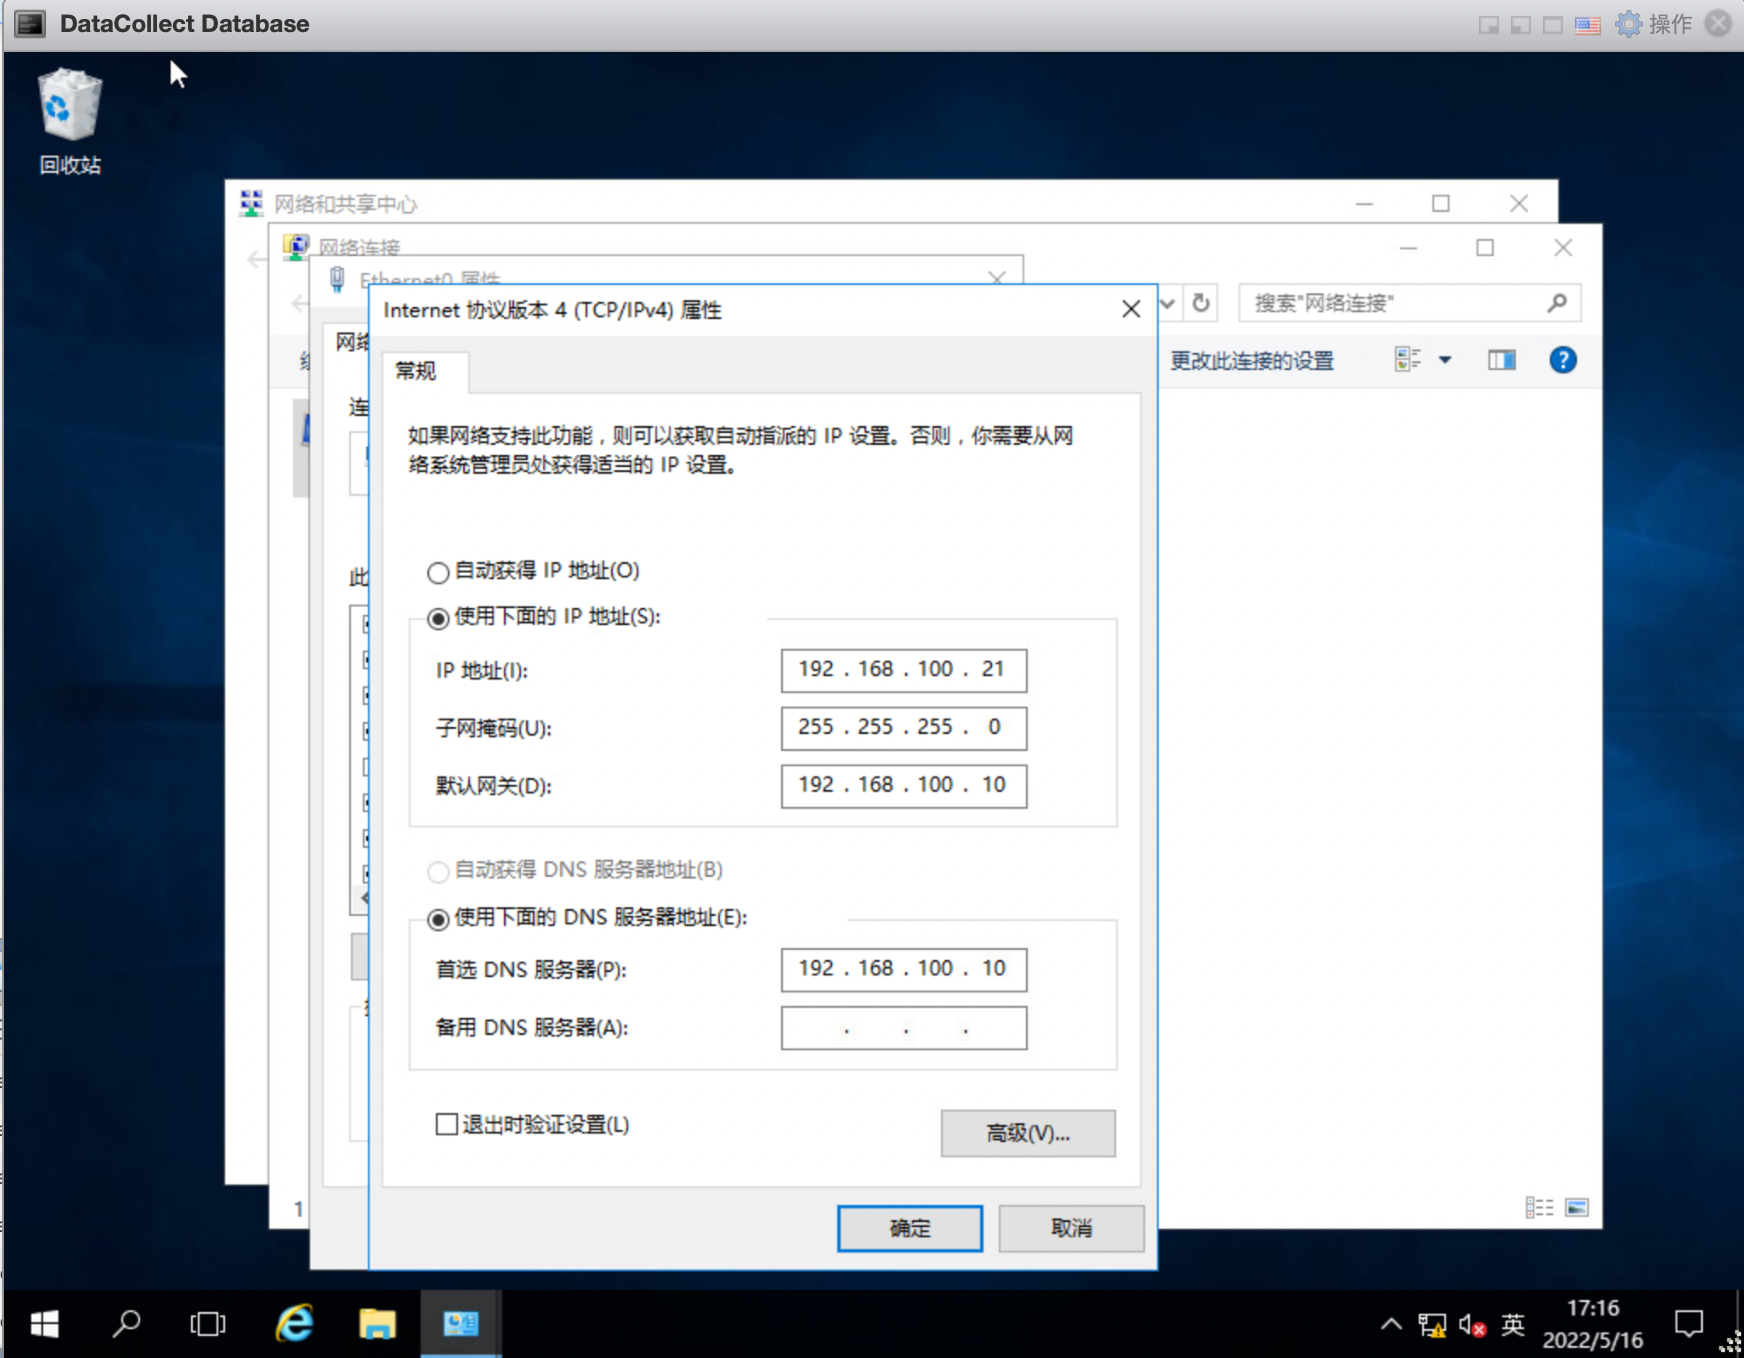 DataCollect Database
操作
回收站
网络和共享中心
网络连接
Ethernet0 属性
Internet 协议版本 4 (TCP/IPv4) 属性
搜索"网络连接"
网络
常规
更改此连接的设置
连
如果网络支持此功能，则可以获取自动指派的 IP 设置。否则，你需要从网
络系统管理员处获得适当的 IP 设置。
自动获得 IP 地址(O)
此
使用下面的 IP 地址(S):
IP 地址(I):
192 . 168 . 100 . 21
子网掩码(U):
255 . 255 . 255 . 0
默认网关(D):
192 . 168 . 100 . 10
自动获得 DNS 服务器地址(B)
使用下面的 DNS 服务器地址(E):
首选 DNS 服务器(P):
192 . 168 . 100 . 10
备用 DNS 服务器(A):
. . .
退出时验证设置(L)
高级(V)...
1
确定
取消
英
17:16
2022/5/16